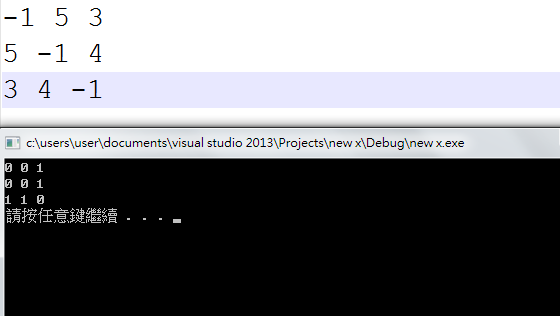 -1 5 3
5 -1 4
3 4 -1
c:\users\user\documents\visual studio 2013\Projects\new x\Debug\new x.exe
0 0 1
0 0 1
1 1 0
請按任意鍵繼續 . . .